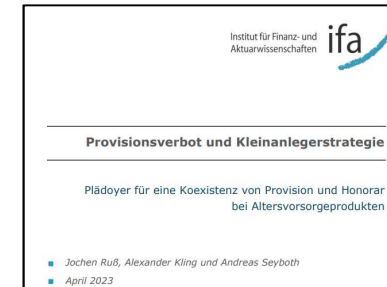 Institut für Finanz- und
Aktuarwissenschaften
ifa
Provisionsverbot und Kleinanlegerstrategie
Plädoyer für eine Koexistenz von Provision und Honorar
bei Altersvorsorgeprodukten
Jochen Ruß, Alexander Kling und Andreas Seyboth
April 2023